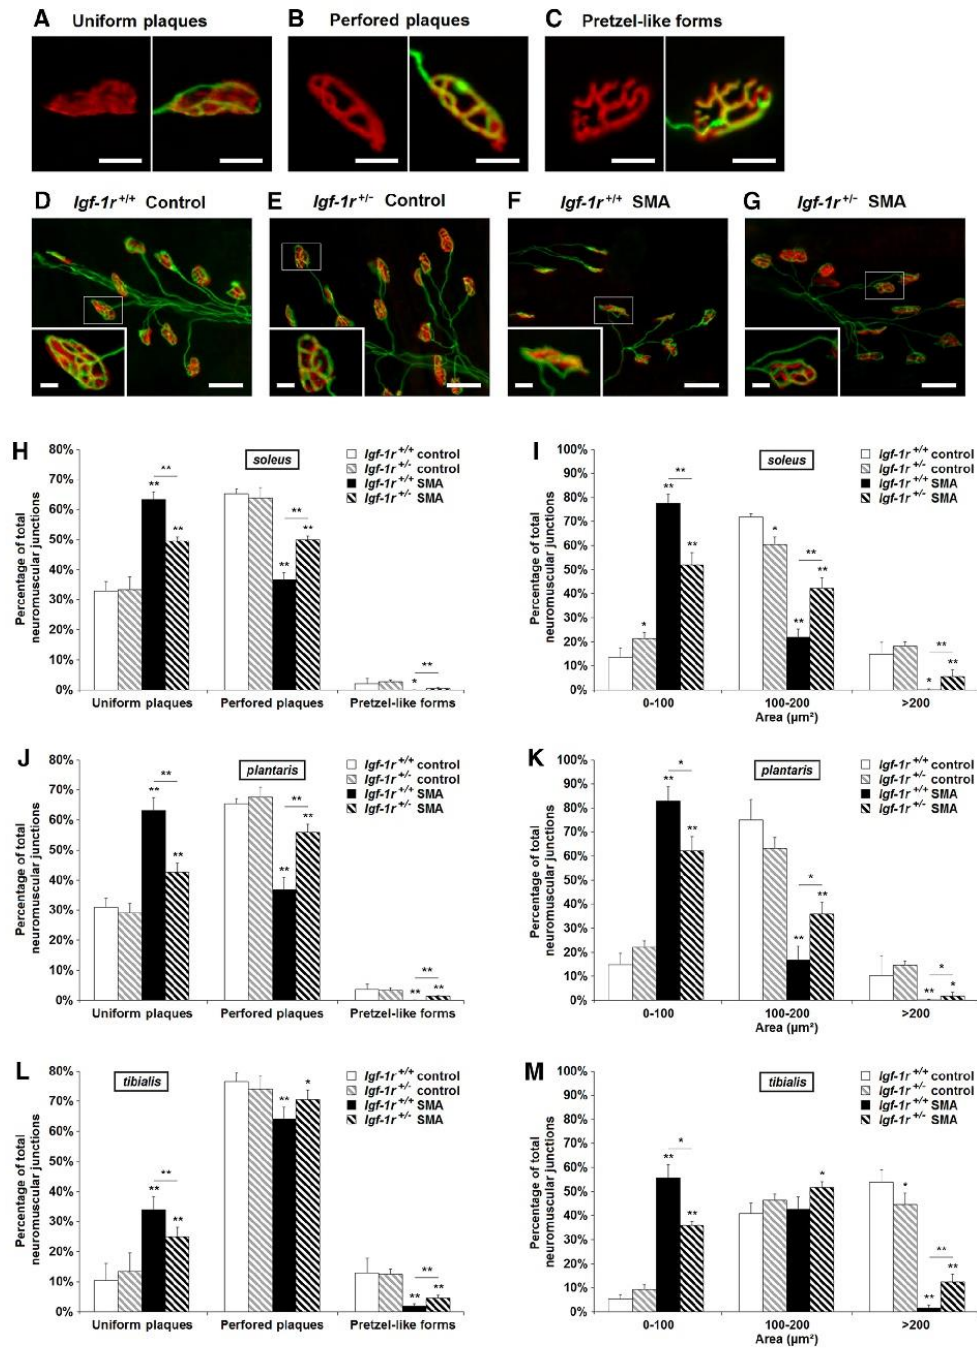 A Uniform plaques
B Perfored plaques
C Pretzel-like forms
D Igf-1r+/+ Control
E Igf-1r+/- Control
F Igf-1r+/+ SMA
G Igf-1r+/- SMA
H
soleus
Percentage of total
neuromuscular junctions
80%
70%
60%
50%
40%
30%
20%
10%
0%
Igf-1r+/+ control
Igf-1r+/- control
Igf-1r+/+ SMA
Igf-1r+/- SMA
** ** **
** ** **
* **
Uniform plaques Perfored plaques Pretzel-like forms
I
soleus
Percentage of total
neuromuscular junctions
100%
90%
80%
70%
60%
50%
40%
30%
20%
10%
0%
Igf-1r+/+ control
Igf-1r+/- control
Igf-1r+/+ SMA
Igf-1r+/- SMA
* ** ** **
* ** ** **
* ** **
0-100 100-200 >200
Area (µm²)
J
plantaris
Percentage of total
neuromuscular junctions
80%
70%
60%
50%
40%
30%
20%
10%
0%
Igf-1r+/+ control
Igf-1r+/- control
Igf-1r+/+ SMA
Igf-1r+/- SMA
** ** **
** ** **
** ** **
Uniform plaques Perfored plaques Pretzel-like forms
K
plantaris
Percentage of total
neuromuscular junctions
100%
90%
80%
70%
60%
50%
40%
30%
20%
10%
0%
Igf-1r+/+ control
Igf-1r+/- control
Igf-1r+/+ SMA
Igf-1r+/- SMA
** * **
** * **
** * *
0-100 100-200 >200
Area (µm²)
L
tibialis
Percentage of total
neuromuscular junctions
80%
70%
60%
50%
40%
30%
20%
10%
0%
Igf-1r+/+ control
Igf-1r+/- control
Igf-1r+/+ SMA
Igf-1r+/- SMA
** ** **
** *
** ** **
Uniform plaques Perfored plaques Pretzel-like forms
M
tibialis
Percentage of total
neuromuscular junctions
100%
90%
80%
70%
60%
50%
40%
30%
20%
10%
0%
Igf-1r+/+ control
Igf-1r+/- control
Igf-1r+/+ SMA
Igf-1r+/- SMA
** * **
*
* ** ** **
0-100 100-200 >200
Area (µm²)